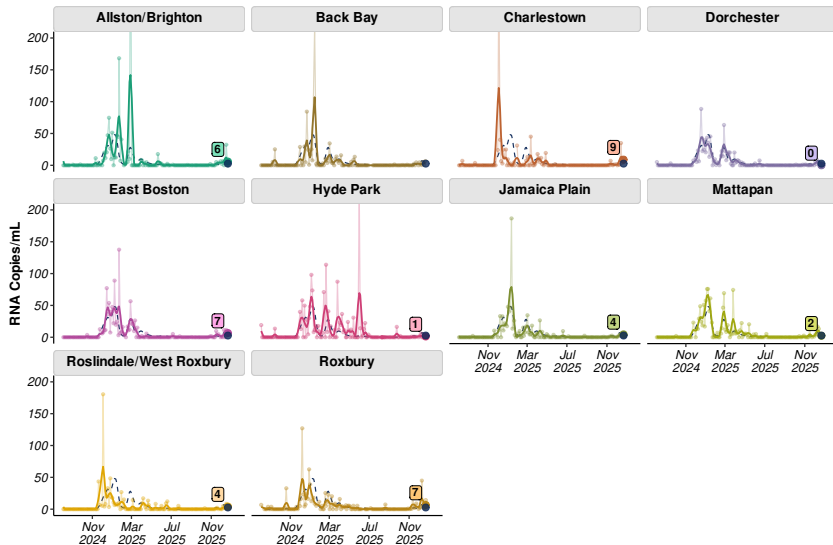 Allston/Brighton Back Bay Charlestown Dorchester
200
150
100
50
0
6 9 0
East Boston Hyde Park Jamaica Plain Mattapan
200
150
100
50
0
7 1 4 2
RNA Copies/mL
Nov 2024 Mar 2025 Jul 2025 Nov 2025 Nov 2024 Mar 2025 Jul 2025 Nov 2025
Roslindale/West Roxbury Roxbury
200
150
100
50
0
4 7
Nov 2024 Mar 2025 Jul 2025 Nov 2025 Nov 2024 Mar 2025 Jul 2025 Nov 2025